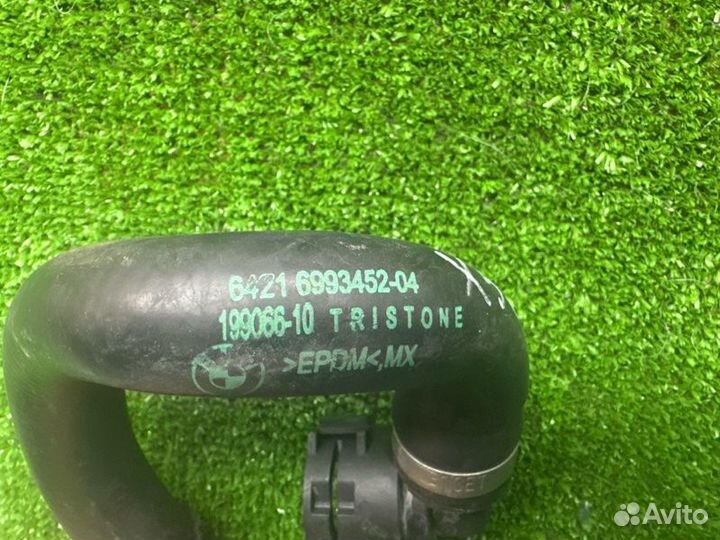 6421 6993452-04
199066-10 TRISTONE
>EPDM<,MX
Avito